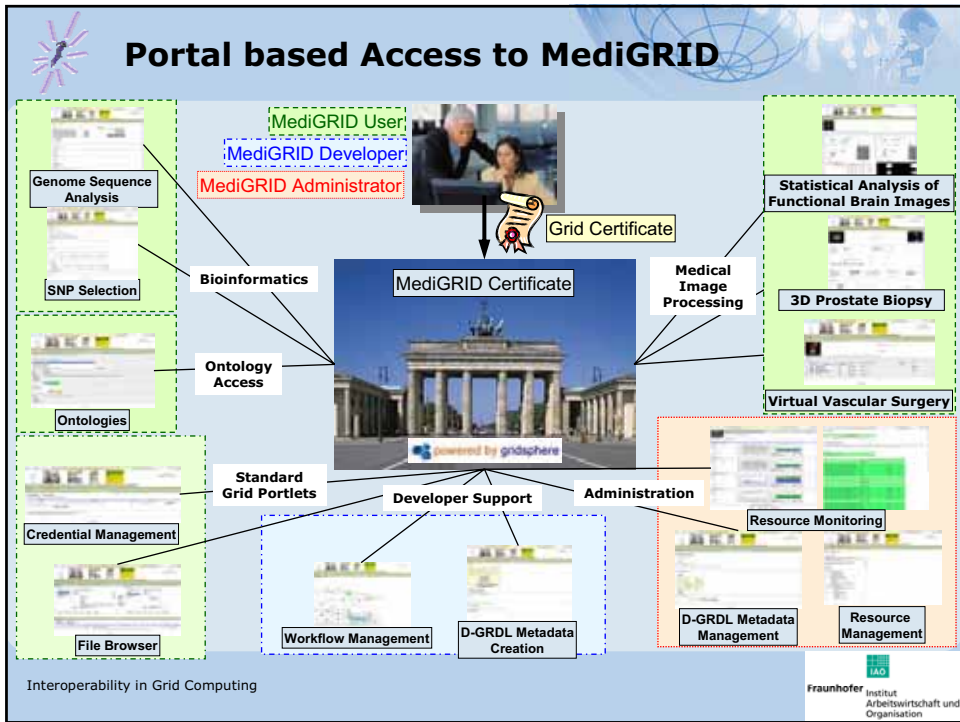 Portal based Access to MediGRID
MediGRID User
MediGRID Developer
MediGRID Administrator
Grid Certificate
MediGRID Certificate
powered by gridsphere
Genome Sequence
Analysis
SNP Selection
Bioinformatics
Ontology
Access
Ontologies
Standard
Grid Portlets
Credential Management
File Browser
Developer Support
Workflow Management
D-GRDL Metadata
Creation
Medical
Image
Processing
Statistical Analysis of
Functional Brain Images
3D Prostate Biopsy
Virtual Vascular Surgery
Administration
Resource Monitoring
D-GRDL Metadata
Management
Resource
Management
Interoperability in Grid Computing
IAO
Fraunhofer Institut
Arbeitswirtschaft und
Organisation